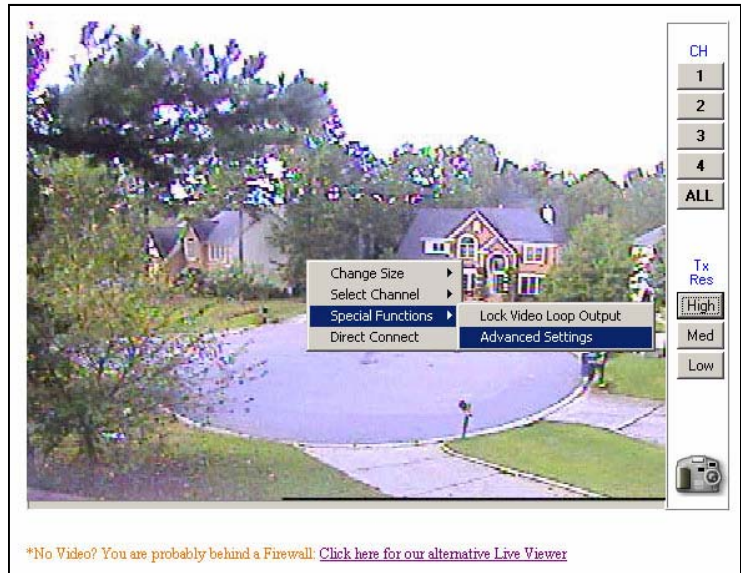 CH
1
2
3
4
ALL
Tx
Res
High
Med
Low
Change Size
Select Channel
Special Functions
Direct Connect
Lock Video Loop Output
Advanced Settings
*No Video? You are probably behind a Firewall: Click here for our alternative Live Viewer